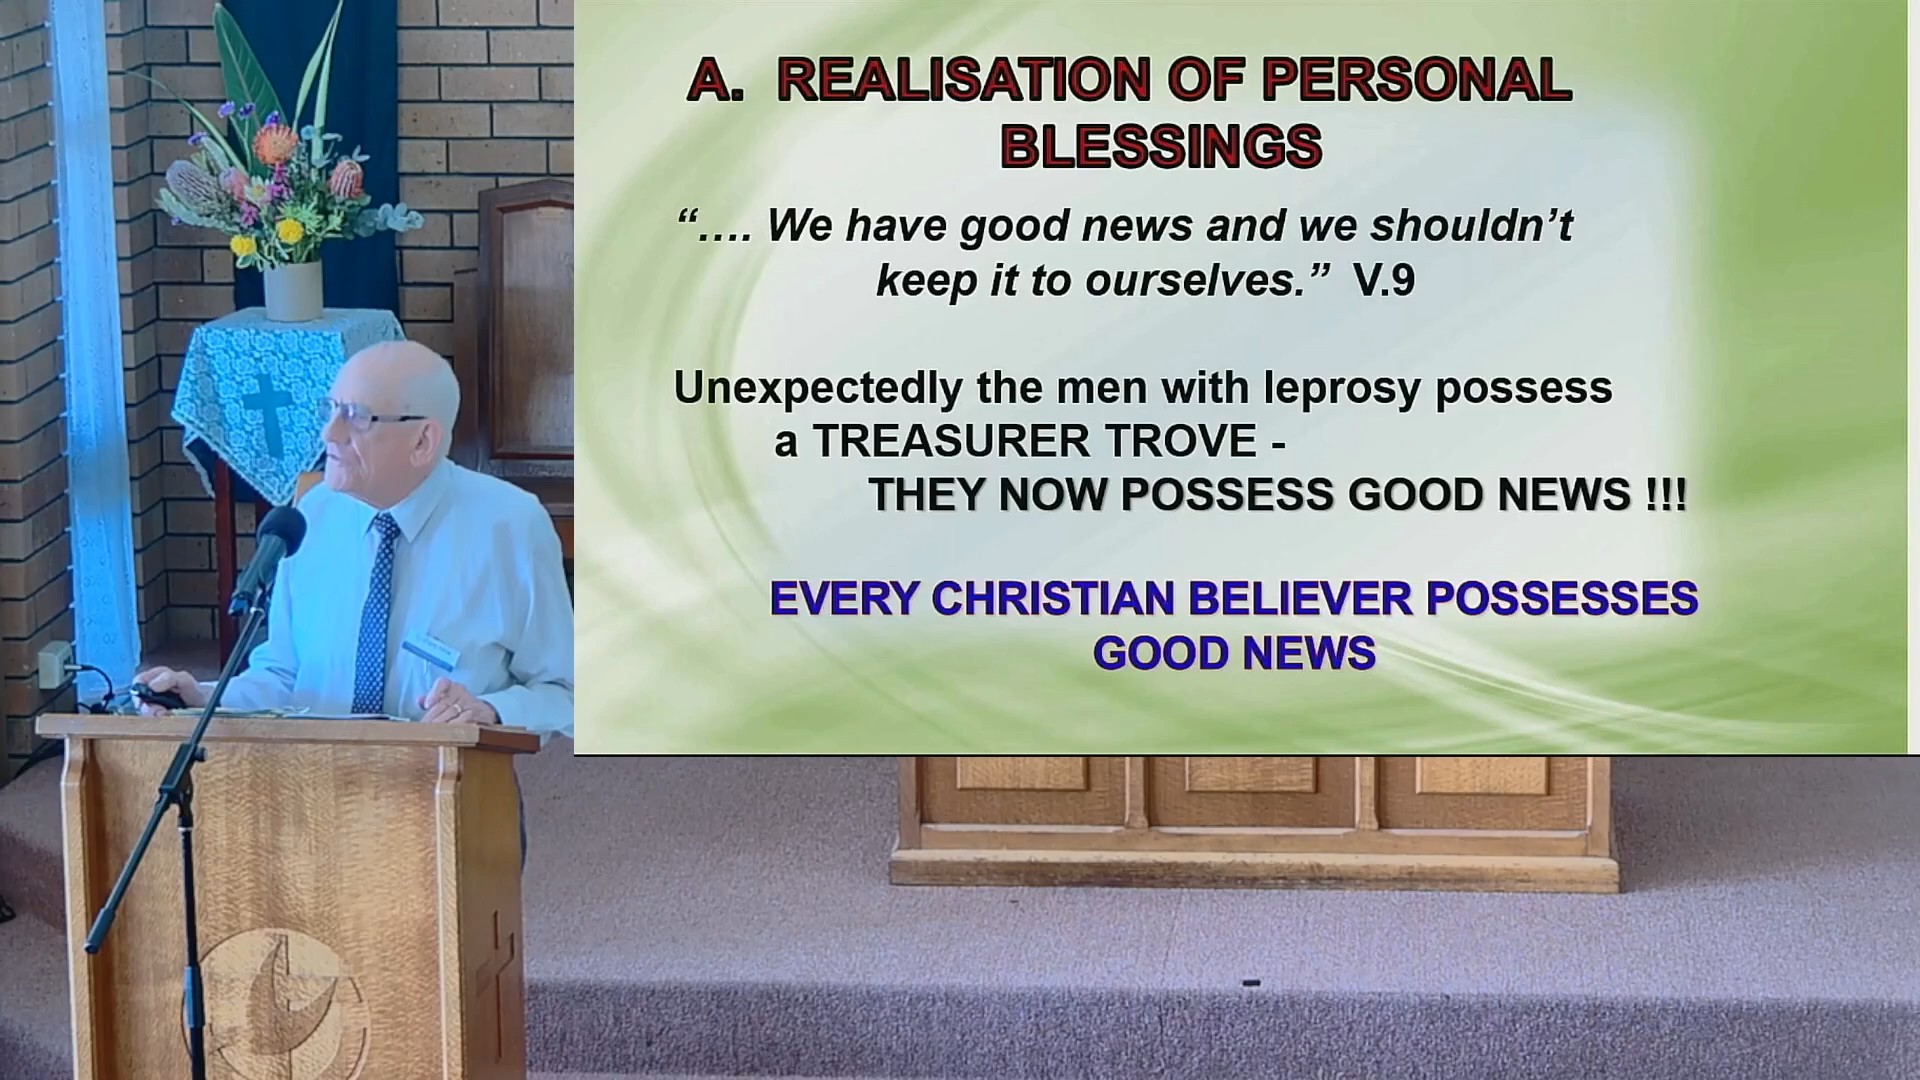 A. REALISATION OF PERSONAL
BLESSINGS
“.... We have good news and we shouldn’t
keep it to ourselves.” V.9
Unexpectedly the men with leprosy possess
a TREASURER TROVE -
THEY NOW POSSESS GOOD NEWS !!!
EVERY CHRISTIAN BELIEVER POSSESSES
GOOD NEWS